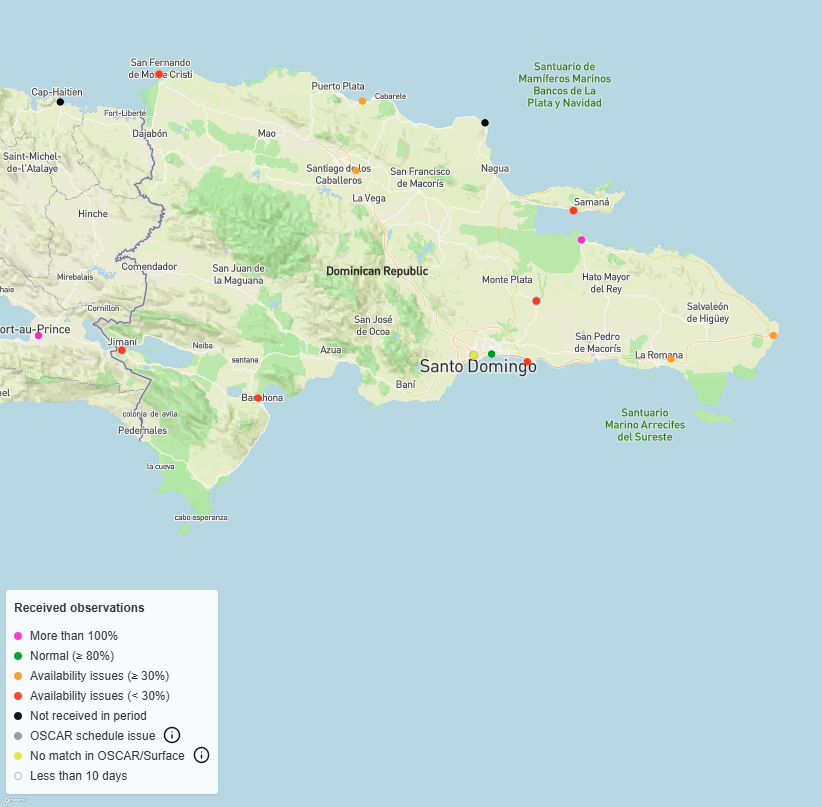 San Fernando
de Monte Cristi
Santuario de
Mamíferos Marinos
Bancos de La
Plata y Navidad
Cap-Haitien
Puerto Plata
Cabarete
Fort-Liberté
Dajabón
Mao
Saint-Michel-
de-l'Atalaye
Santiago de los
Caballeros
San Francisco
de Macorís
Nagua
La Vega
Samaná
Hinche
Comendador
San Juan de
la Maguana
Dominican Republic
Mirebalais
Monte Plata
Hato Mayor
del Rey
Cornillon
ort-au-Prince
San José
de Ocoa
Salvaleón
de Higüey
Jimaní
Neiba
santana
Azua
San Pedro
de Macorís
La Romana
Santo Domingo
Baní
Barahona
colonia de avila
Pedernales
Santuario
Marino Arrecifes
del Sureste
la cueva
cabo esperanza
Received observations
More than 100%
Normal (≥ 80%)
Availability issues (≥ 30%)
Availability issues (< 30%)
Not received in period
OSCAR schedule issue
No match in OSCAR/Surface
Less than 10 days